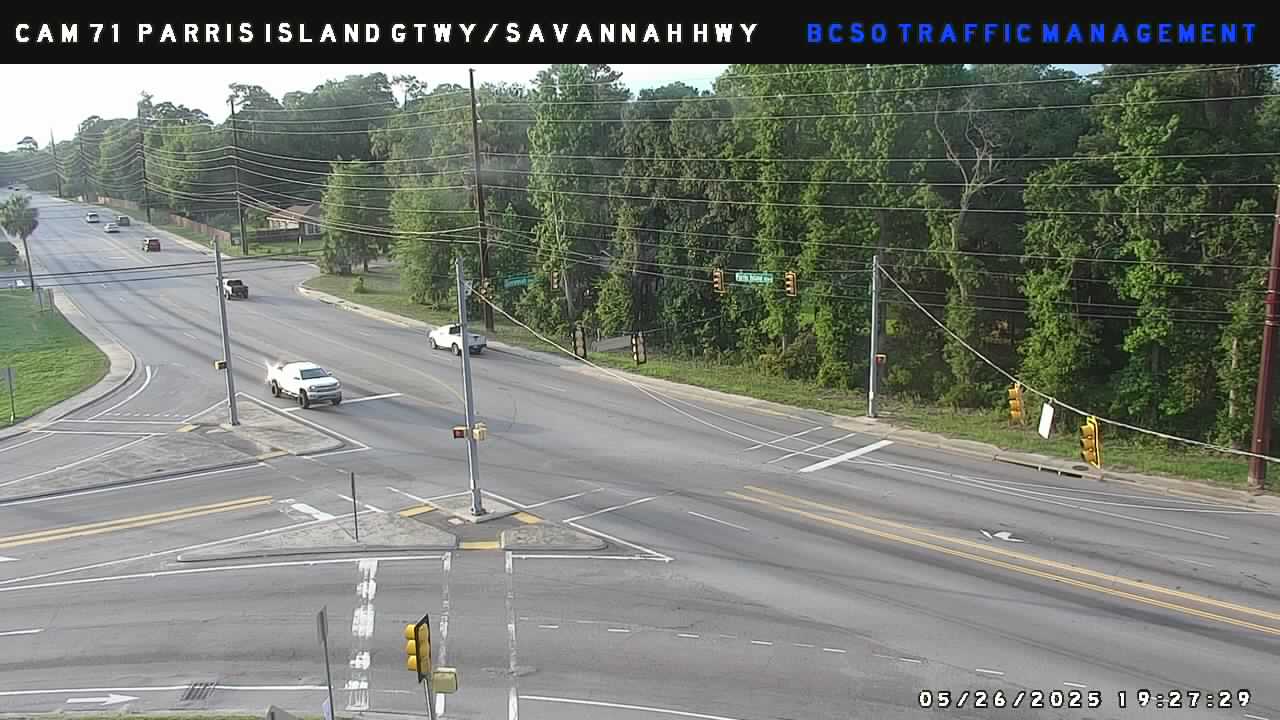 CAM 71 PARRIS ISLAND GTWY/SAVANNAH HWY BCSO TRAFFIC MANAGEMENT
05/26/2025 19:27:29